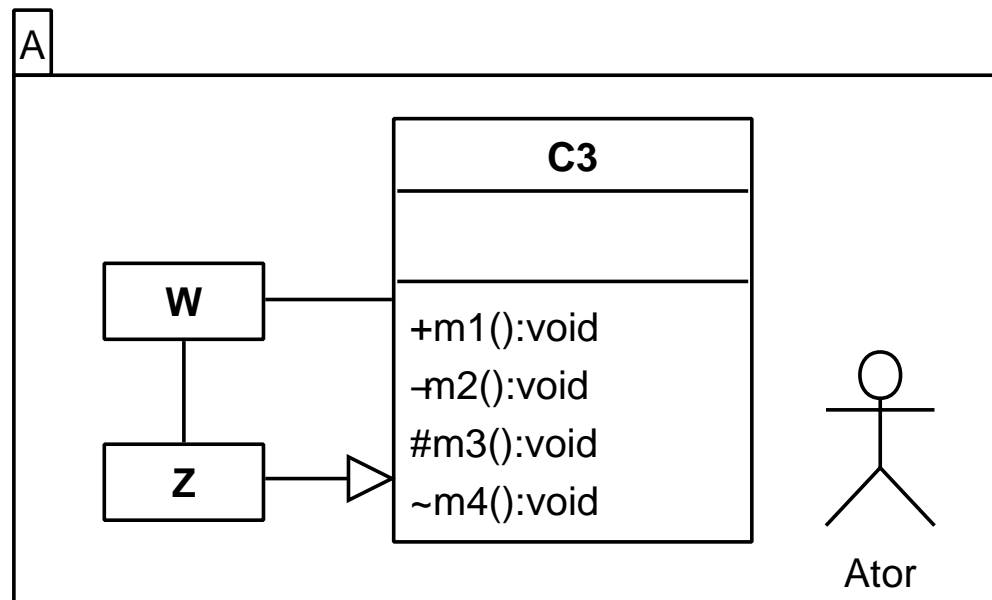 A
C3
W
+m1():void
–m2():void
#m3():void
Z
~m4():void
Ator